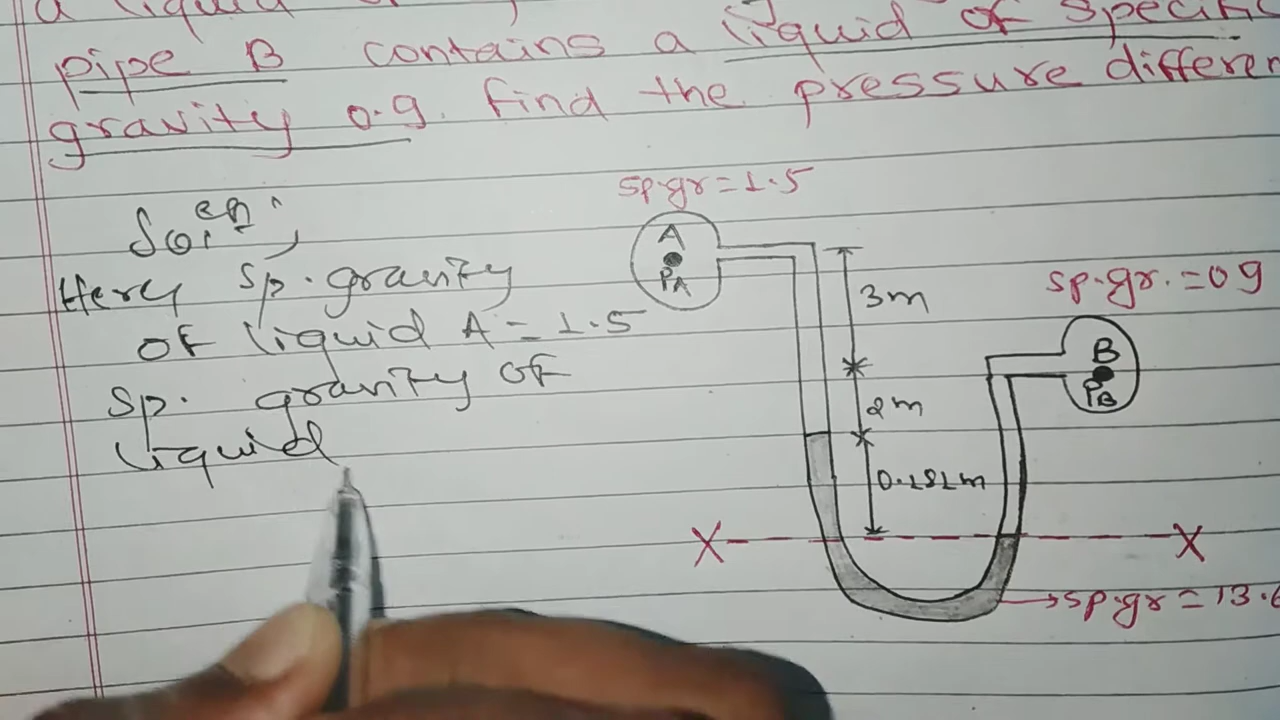 a liquid
pipe B contains a liquid of specific
gravity 0.9. find the pressure differen
Soln;
Here sp. gravity
of liquid A = 1.5
sp. gravity of
liquid
sp.gr = 1.5
A
PA
3m
2m
0.181m
sp.gr. = 0 9
B
PB
X
X
sp.gr = 13.6